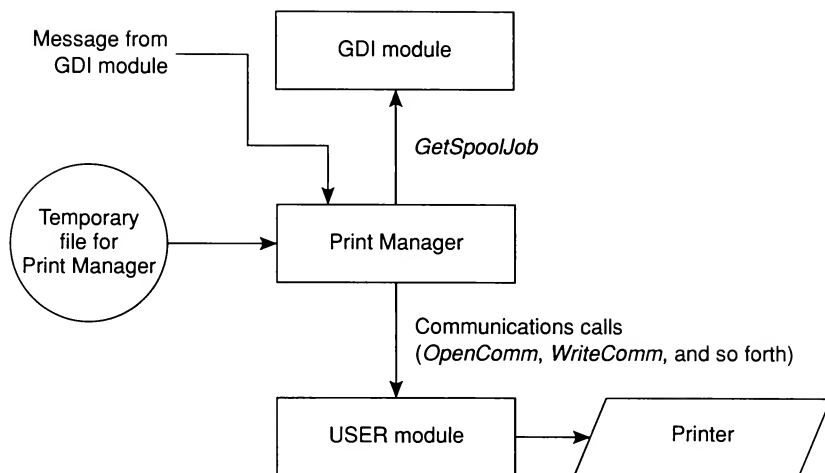 Message from
GDI module
GDI module
GetSpoolJob
Temporary
file for
Print Manager
Print Manager
Communications calls
(OpenComm, WriteComm, and so forth)
USER module
Printer